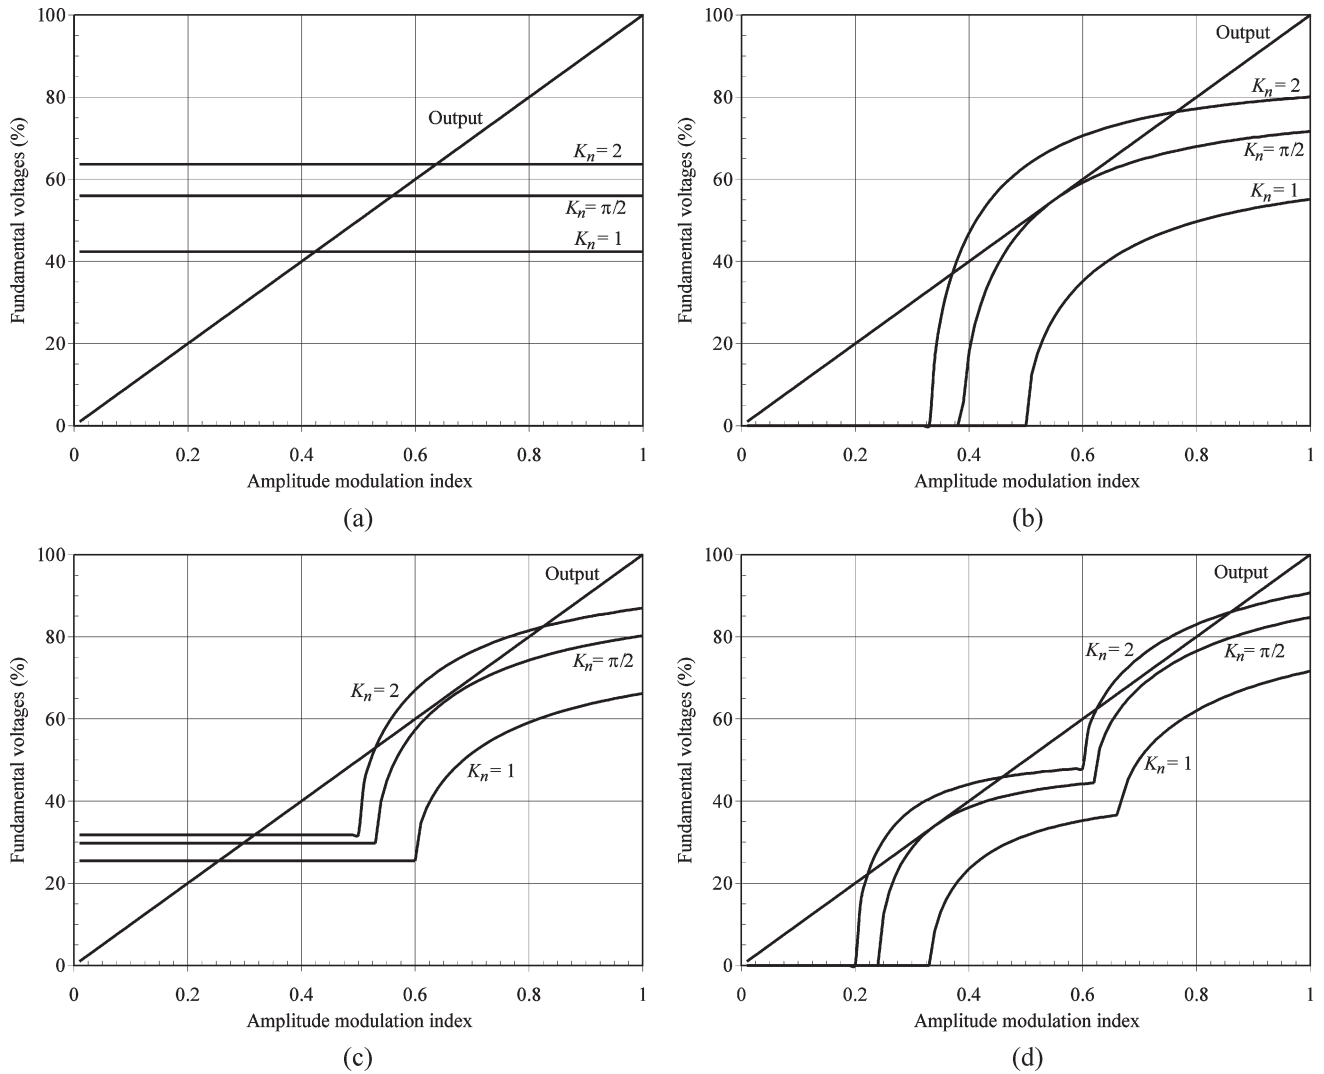 100
80
60
40
20
0
Fundamental voltages (%)
Output
Kn= 2
Kn= π/2
Kn= 1
0 0.2 0.4 0.6 0.8 1
Amplitude modulation index
(a)
100
80
60
40
20
0
Fundamental voltages (%)
Output
Kn= 2
Kn= π/2
Kn= 1
0 0.2 0.4 0.6 0.8 1
Amplitude modulation index
(b)
100
80
60
40
20
0
Fundamental voltages (%)
Output
Kn= π/2
Kn= 2
Kn= 1
0 0.2 0.4 0.6 0.8 1
Amplitude modulation index
(c)
100
80
60
40
20
0
Fundamental voltages (%)
Output
Kn= 2
Kn= π/2
Kn= 1
0 0.2 0.4 0.6 0.8 1
Amplitude modulation index
(d)